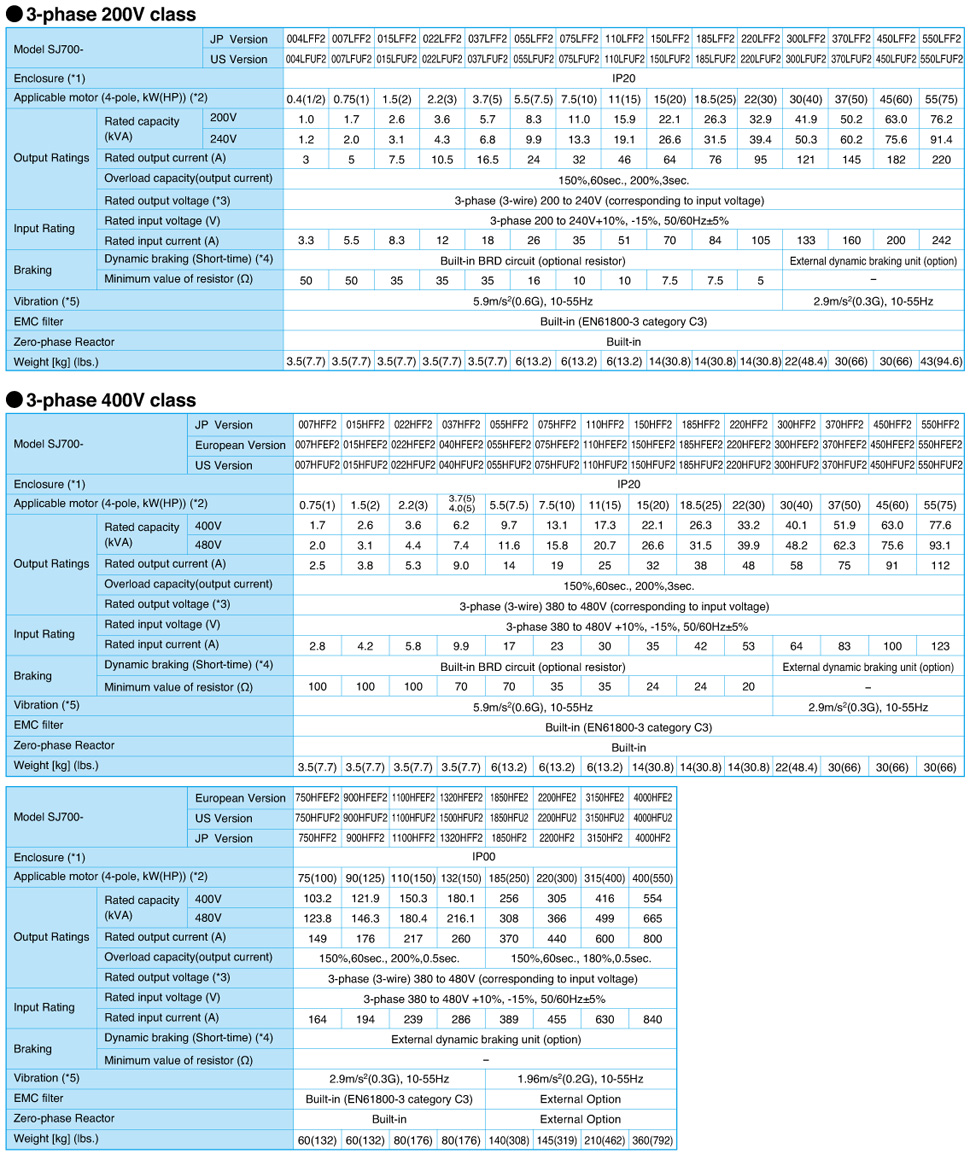 ● 3-phase 200V class
Model SJ700- JP Version 004LFF2 007LFF2 015LFF2 022LFF2 037LFF2 055LFF2 075LFF2 110LFF2 150LFF2 185LFF2 220LFF2 300LFF2 370LFF2 450LFF2 550LFF2
US Version 004LFUF2 007LFUF2 015LFUF2 022LFUF2 037LFUF2 055LFUF2 075LFUF2 110LFUF2 150LFUF2 185LFUF2 220LFUF2 300LFUF2 370LFUF2 450LFUF2 550LFUF2
Enclosure (*1) IP20
Applicable motor (4-pole, kW(HP)) (*2) 0.4(1/2) 0.75(1) 1.5(2) 2.2(3) 3.7(5) 5.5(7.5) 7.5(10) 11(15) 15(20) 18.5(25) 22(30) 30(40) 37(50) 45(60) 55(75)
Output Ratings Rated capacity (kVA) 200V 1.0 1.7 2.6 3.6 5.7 8.3 11.0 15.9 22.1 26.3 32.9 41.9 50.2 63.0 76.2
240V 1.2 2.0 3.1 4.3 6.8 9.9 13.3 19.1 26.6 31.5 39.4 50.3 60.2 75.6 91.4
Rated output current (A) 3 5 7.5 10.5 16.5 24 32 46 64 76 95 121 145 182 220
Overload capacity(output current) 150%,60sec., 200%,3sec.
Rated output voltage (*3) 3-phase (3-wire) 200 to 240V (corresponding to input voltage)
Input Rating Rated input voltage (V) 3-phase 200 to 240V+10%, -15%, 50/60Hz±5%
Rated input current (A) 3.3 5.5 8.3 12 18 26 35 51 70 84 105 133 160 200 242
Braking Dynamic braking (Short-time) (*4) Built-in BRD circuit (optional resistor) External dynamic braking unit (option)
Minimum value of resistor (Ω) 50 50 35 35 35 16 10 10 7.5 7.5 5 –
Vibration (*5) 5.9m/s²(0.6G), 10-55Hz 2.9m/s²(0.3G), 10-55Hz
EMC filter Built-in (EN61800-3 category C3)
Zero-phase Reactor Built-in
Weight [kg] (lbs.) 3.5(7.7) 3.5(7.7) 3.5(7.7) 3.5(7.7) 3.5(7.7) 6(13.2) 6(13.2) 6(13.2) 14(30.8) 14(30.8) 14(30.8) 22(48.4) 30(66) 30(66) 43(94.6)
● 3-phase 400V class
Model SJ700- JP Version 007HFF2 015HFF2 022HFF2 037HFF2 055HFF2 075HFF2 110HFF2 150HFF2 185HFF2 220HFF2 300HFF2 370HFF2 450HFF2 550HFF2
European Version 007HFEF2 015HFEF2 022HFEF2 040HFEF2 055HFEF2 075HFEF2 110HFEF2 150HFEF2 185HFEF2 220HFEF2 300HFEF2 370HFEF2 450HFEF2 550HFEF2
US Version 007HFUF2 015HFUF2 022HFUF2 040HFUF2 055HFUF2 075HFUF2 110HFUF2 150HFUF2 185HFUF2 220HFUF2 300HFUF2 370HFUF2 450HFUF2 550HFUF2
Enclosure (*1) IP20
Applicable motor (4-pole, kW(HP)) (*2) 0.75(1) 1.5(2) 2.2(3) 3.7(5) 4.0(5) 5.5(7.5) 7.5(10) 11(15) 15(20) 18.5(25) 22(30) 30(40) 37(50) 45(60) 55(75)
Output Ratings Rated capacity (kVA) 400V 1.7 2.6 3.6 6.2 9.7 13.1 17.3 22.1 26.3 33.2 40.1 51.9 63.0 77.6
480V 2.0 3.1 4.4 7.4 11.6 15.8 20.7 26.6 31.5 39.9 48.2 62.3 75.6 93.1
Rated output current (A) 2.5 3.8 5.3 9.0 14 19 25 32 38 48 58 75 91 112
Overload capacity(output current) 150%,60sec., 200%,3sec.
Rated output voltage (*3) 3-phase (3-wire) 380 to 480V (corresponding to input voltage)
Input Rating Rated input voltage (V) 3-phase 380 to 480V +10%, -15%, 50/60Hz±5%
Rated input current (A) 2.8 4.2 5.8 9.9 17 23 30 35 42 53 64 83 100 123
Braking Dynamic braking (Short-time) (*4) Built-in BRD circuit (optional resistor) External dynamic braking unit (option)
Minimum value of resistor (Ω) 100 100 100 70 70 35 35 24 24 20 –
Vibration (*5) 5.9m/s²(0.6G), 10-55Hz 2.9m/s²(0.3G), 10-55Hz
EMC filter Built-in (EN61800-3 category C3)
Zero-phase Reactor Built-in
Weight [kg] (lbs.) 3.5(7.7) 3.5(7.7) 3.5(7.7) 3.5(7.7) 6(13.2) 6(13.2) 6(13.2) 14(30.8) 14(30.8) 14(30.8) 22(48.4) 30(66) 30(66) 30(66)
Model SJ700- European Version 750HFEF2 900HFEF2 1100HFEF2 1320HFEF2 1850HFE2 2200HFE2 3150HFE2 4000HFE2
US Version 750HFUF2 900HFUF2 1100HFUF2 1500HFUF2 1850HFU2 2200HFU2 3150HFU2 4000HFU2
JP Version 750HFF2 900HFF2 1100HFF2 1320HFF2 1850HF2 2200HF2 3150HF2 4000HF2
Enclosure (*1) IP00
Applicable motor (4-pole, kW(HP)) (*2) 75(100) 90(125) 110(150) 132(150) 185(250) 220(300) 315(400) 400(550)
Output Ratings Rated capacity (kVA) 400V 103.2 121.9 150.3 180.1 256 305 416 554
480V 123.8 146.3 180.4 216.1 308 366 499 665
Rated output current (A) 149 176 217 260 370 440 600 800
Overload capacity(output current) 150%,60sec., 200%,0.5sec. 150%,60sec., 180%,0.5sec.
Rated output voltage (*3) 3-phase (3-wire) 380 to 480V (corresponding to input voltage)
Input Rating Rated input voltage (V) 3-phase 380 to 480V +10%, -15%, 50/60Hz±5%
Rated input current (A) 164 194 239 286 389 455 630 840
Braking Dynamic braking (Short-time) (*4) External dynamic braking unit (option)
Minimum value of resistor (Ω) –
Vibration (*5) 2.9m/s²(0.3G), 10-55Hz 1.96m/s²(0.2G), 10-55Hz
EMC filter Built-in (EN61800-3 category C3) External Option
Zero-phase Reactor Built-in External Option
Weight [kg] (lbs.) 60(132) 60(132) 80(176) 80(176) 140(308) 145(319) 210(462) 360(792)